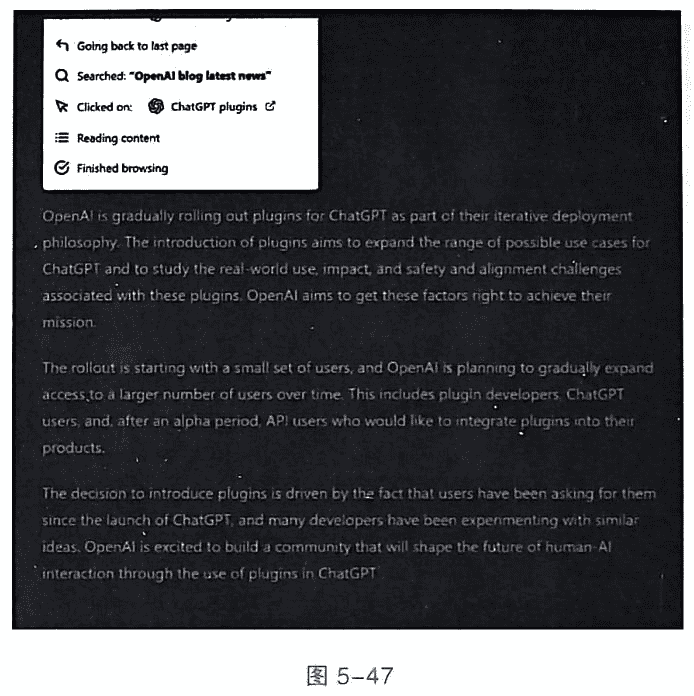 Going back to last page
Searched: "OpenAI blog latest news"
Clicked on: ChatGPT plugins
Reading content
Finished browsing
OpenAI is gradually rolling out plugins for ChatGPT as part of their iterative deployment
philosophy. The introduction of plugins aims to expand the range of possible use cases for
ChatGPT and to study the real-world use, impact, and safety and alignment challenges
associated with these plugins. OpenAI aims to get these factors right to achieve their
mission.
The rollout is starting with a small set of users, and OpenAI is planning to gradually expand
access to a larger number of users over time. This includes plugin developers, ChatGPT
users, and, after an alpha period, API users who would like to integrate plugins into their
products.
The decision to introduce plugins is driven by the fact that users have been asking for them
since the launch of ChatGPT, and many developers have been experimenting with similar
ideas. OpenAI is excited to build a community that will shape the future of human-AI
interaction through the use of plugins in ChatGPT
图 5-47